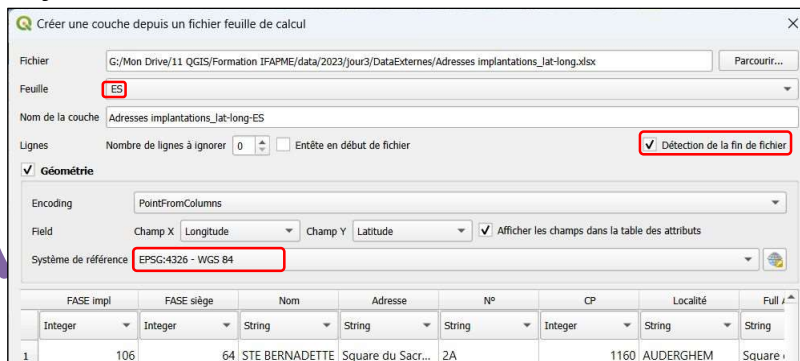 Créer une couche depuis un fichier feuille de calcul
Fichier G:/Mon Drive/11 QGIS/Formation IFAPME/data/2023/jour3/DataExternes/Adresses implantations_lat-long.xlsx Parcourir...
Feuille ES
Nom de la couche Adresses implantations_lat-long-ES
Lignes Nombre de lignes à ignorer 0 Entête en début de fichier Détection de la fin de fichier
Géométrie
Encoding PointFromColumns
Field Champ X Longitude Champ Y Latitude Afficher les champs dans la table des attributs
Système de référence EPSG:4326 - WGS 84
FASE impl FASE siège Nom Adresse N° CP Localité Full
Integer Integer String String String Integer String String
1 106 64 STE BERNADETTE Square du Sacr... 2A 1160 AUDERGHEM Square